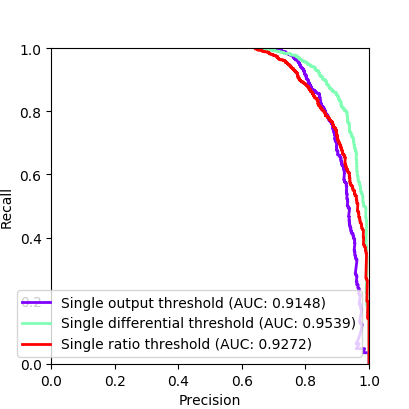 1.0
0.8
0.6
0.4
0.2
0.0
Recall
Single output threshold (AUC: 0.9148)
Single differential threshold (AUC: 0.9539)
Single ratio threshold (AUC: 0.9272)
0.0 0.2 0.4 0.6 0.8 1.0
Precision